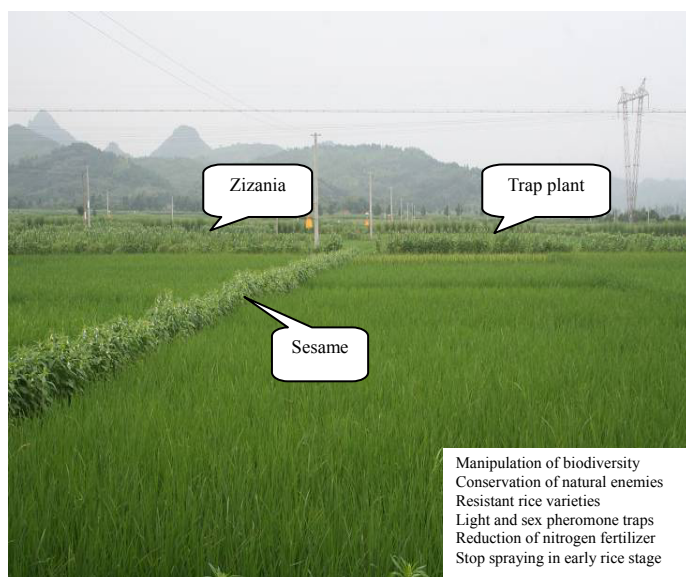 Zizania
Trap plant
Sesame
Manipulation of biodiversity
Conservation of natural enemies
Resistant rice varieties
Light and sex pheromone traps
Reduction of nitrogen fertilizer
Stop spraying in early rice stage